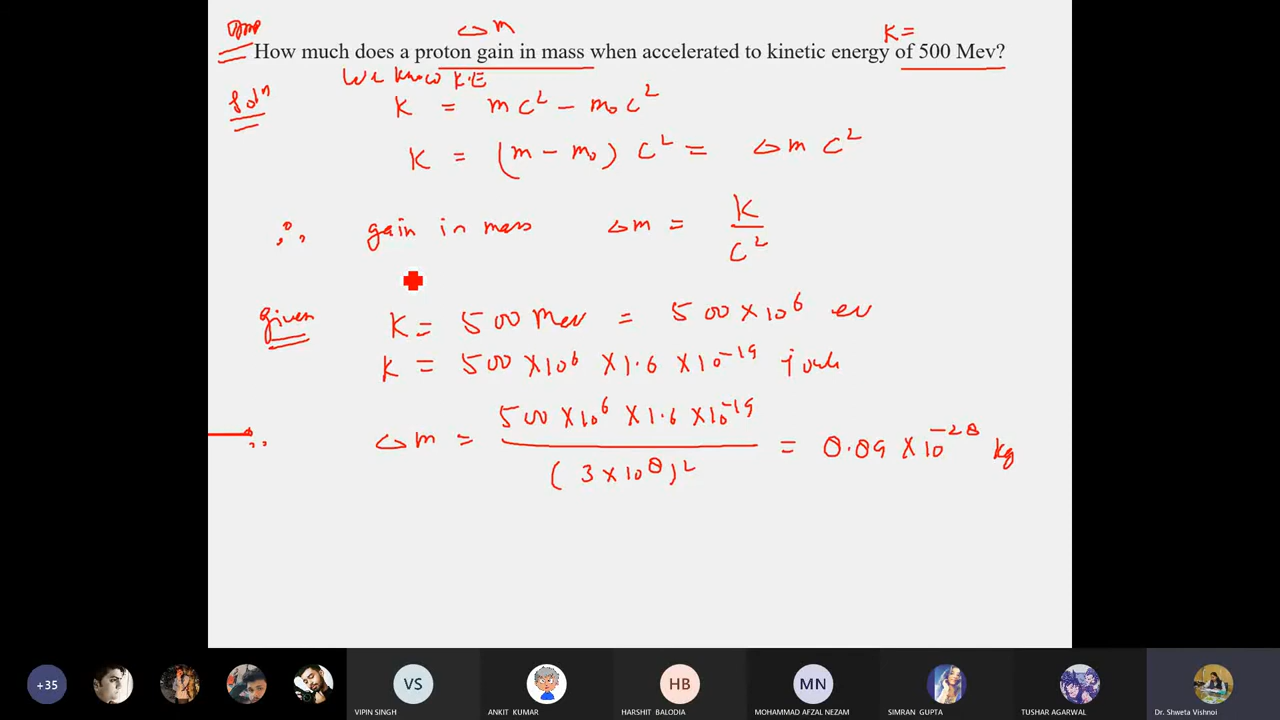 Imp Δm K=
How much does a proton gain in mass when accelerated to kinetic energy of 500 Mev?
We know K.E
Soln K = mc² – m₀c²
K = (m – m₀) c² = Δm c²
∴ gain in mass Δm = K / c²
given K = 500 Mev = 500 × 10⁶ ev
K = 500 × 10⁶ × 1.6 × 10⁻¹⁹ joule
∴ Δm = 500 × 10⁶ × 1.6 × 10⁻¹⁹ / (3 × 10⁸)² = 8.89 × 10⁻²⁸ kg
+35 VS HB MN
VIPIN SINGH ANKIT KUMAR HARSHIT BALODIA MOHAMMAD AFZAL NEZAM SIMRAN GUPTA TUSHAR AGARWAL Dr. Shweta Vishnoi